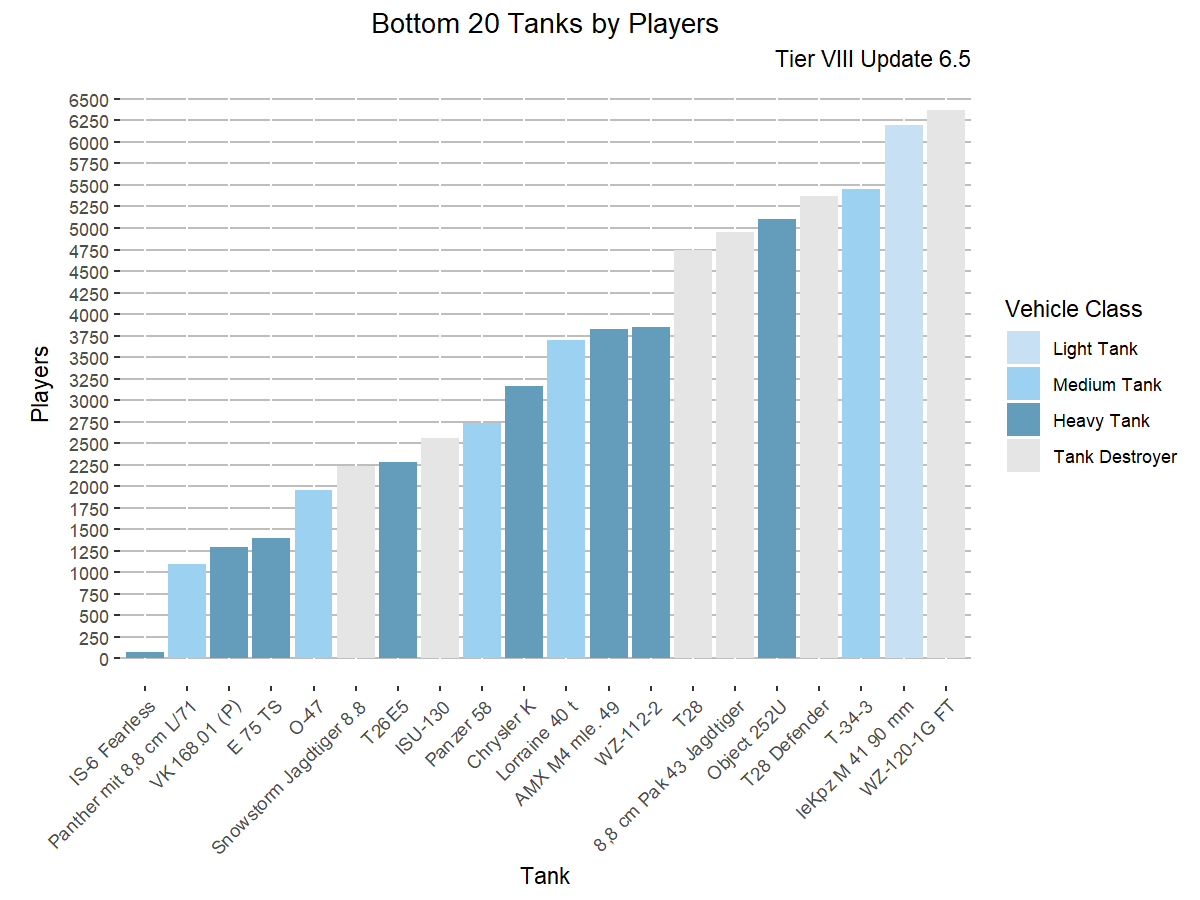 Bottom 20 Tanks by Players
Tier VIII Update 6.5
6500
6250
6000
5750
5500
5250
5000
4750
4500
4250
4000
3750
3500
3250
3000
2750
2500
2250
2000
1750
1500
1250
1000
750
500
250
0
Players
IS-6 Fearless
Panther mit 8,8 cm L/71
VK 168.01 (P)
E 75 TS
O-47
Snowstorm Jagdtiger 8.8
T26E5
ISU-130
Panzer 58
Chrysler K
Lorraine 40 t
AMX M4 mle. 49
WZ-112-2
T28
8,8 cm Pak 43 Jagdtiger
Object 252U
T28 Defender
T-34-3
leKpz M 41 90 mm
WZ-120-1G FT
Tank
Vehicle Class
Light Tank
Medium Tank
Heavy Tank
Tank Destroyer